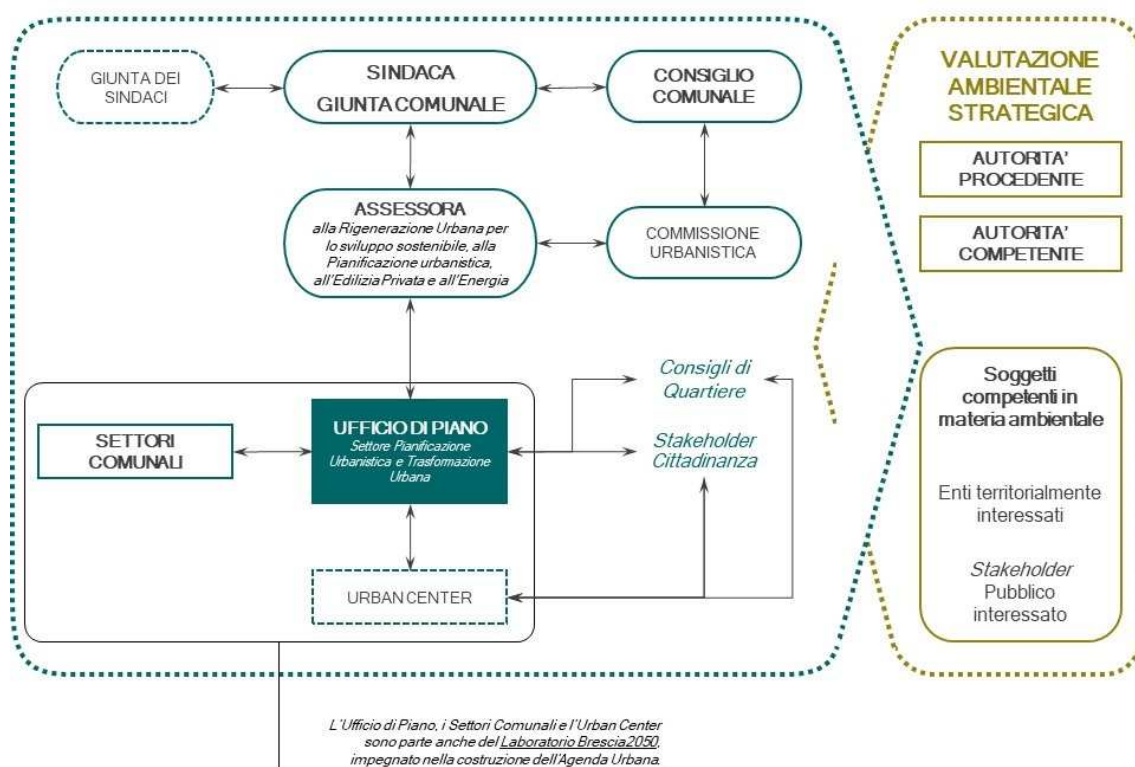 GIUNTA DEI
SINDACI
SINDACA
GIUNTA COMUNALE
CONSIGLIO
COMUNALE
ASSESSORA
alla Rigenerazione Urbana per
lo sviluppo sostenibile, alla
Pianificazione urbanistica,
all'Edilizia Privata e all'Energia
COMMISSIONE
URBANISTICA
Consigli di
Quartiere
SETTORI
COMUNALI
UFFICIO DI PIANO
Settore Pianificazione
Urbanistica e Trasformazione
Urbana
Stakeholder
Cittadinanza
URBAN CENTER
L'Ufficio di Piano, i Settori Comunali e l'Urban Center
sono parte anche del Laboratorio Brescia2050,
impegnato nella costruzione dell'Agenda Urbana.
VALUTAZIONE
AMBIENTALE
STRATEGICA
AUTORITA'
PROCEDENTE
AUTORITA'
COMPETENTE
Soggetti
competenti in
materia ambientale
Enti territorialmente
interessati
Stakeholder
Pubblico
interessato